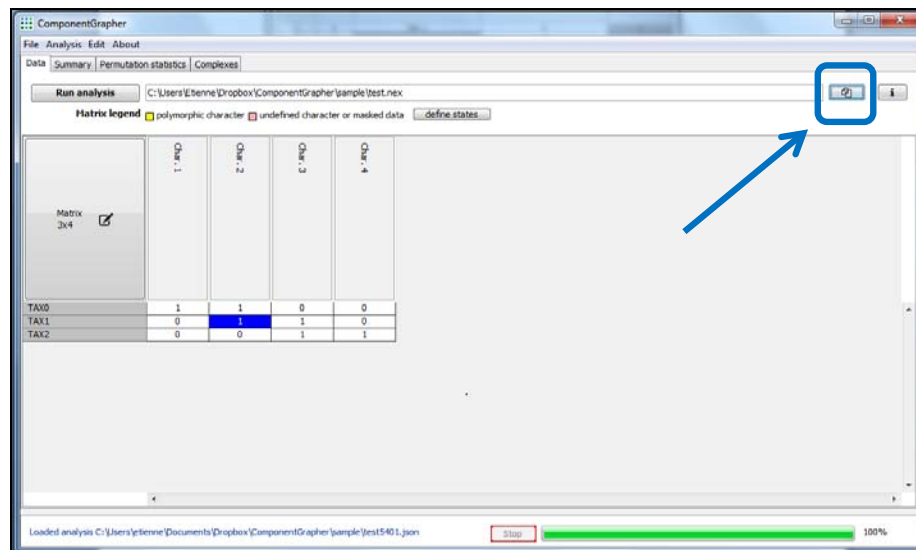 ComponentGrapher
File Analysis Edit About
Data Summary Permutation statistics Complexes
Run analysis C:\Users\Etienne\Dropbox\ComponentGrapher\sample\test.nex i
Matrix legend polymorphic character undefined character or masked data define states
Matrix
3x4
Char. 1 Char. 2 Char. 3 Char. 4
TAX0 1 1 0 0
TAX1 0 1 1 0
TAX2 0 0 1 1
Loaded analysis C:\Users\etienne\Documents\Dropbox\ComponentGrapher\sample\test5401.json Stop 100%